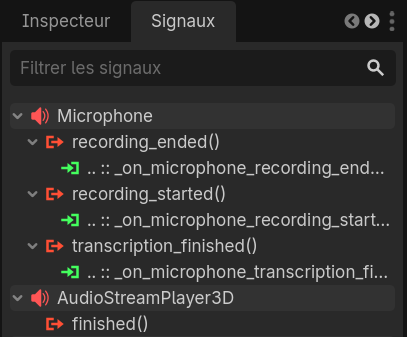 Inspecteur Signaux
Filtrer les signaux
Microphone
recording_ended()
.. :: _on_microphone_recording_end...
recording_started()
.. :: _on_microphone_recording_start...
transcription_finished()
.. :: _on_microphone_transcription_fi...
AudioStreamPlayer3D
finished()